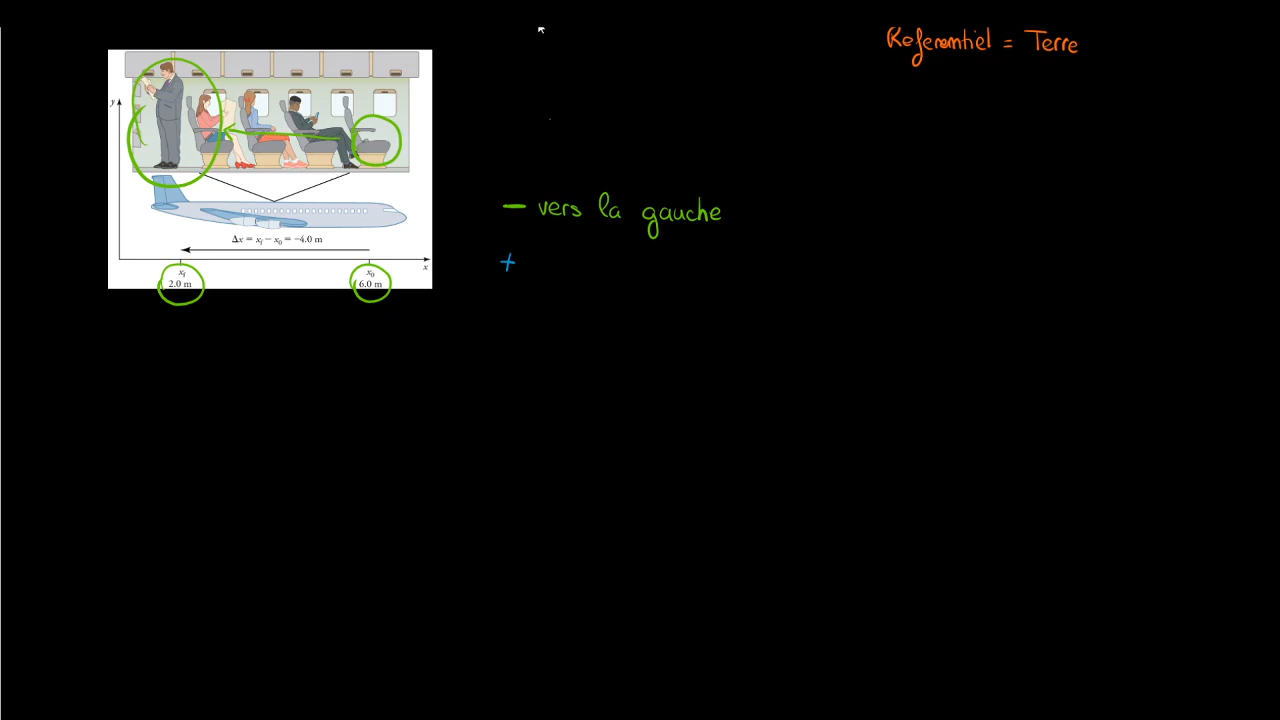 Referentiel = Terre
y
− vers la gauche
Δx = xf − x0 = −4.0 m
+
x
xf
x0
2.0 m
6.0 m